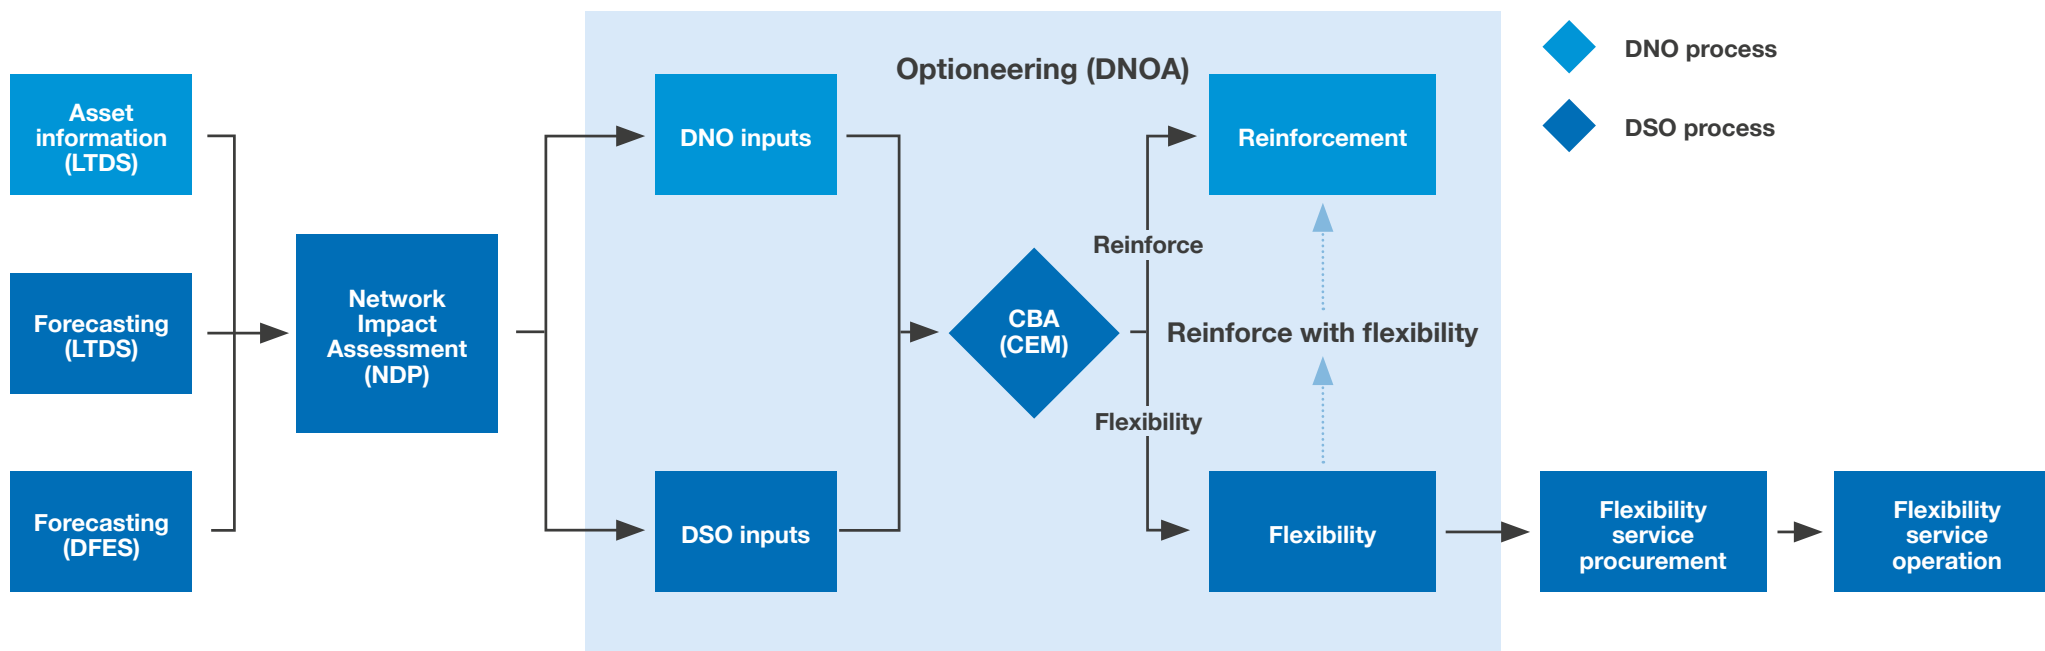 Optioneering (DNOA)
DNO process
DSO process
Asset
information
(LTDS)
Forecasting
(LTDS)
Forecasting
(DFES)
Network
Impact
Assessment
(NDP)
DNO inputs
DSO inputs
CBA
(CEM)
Reinforce
Flexibility
Reinforcement
Reinforce with flexibility
Flexibility
Flexibility
service
procurement
Flexibility
service
operation